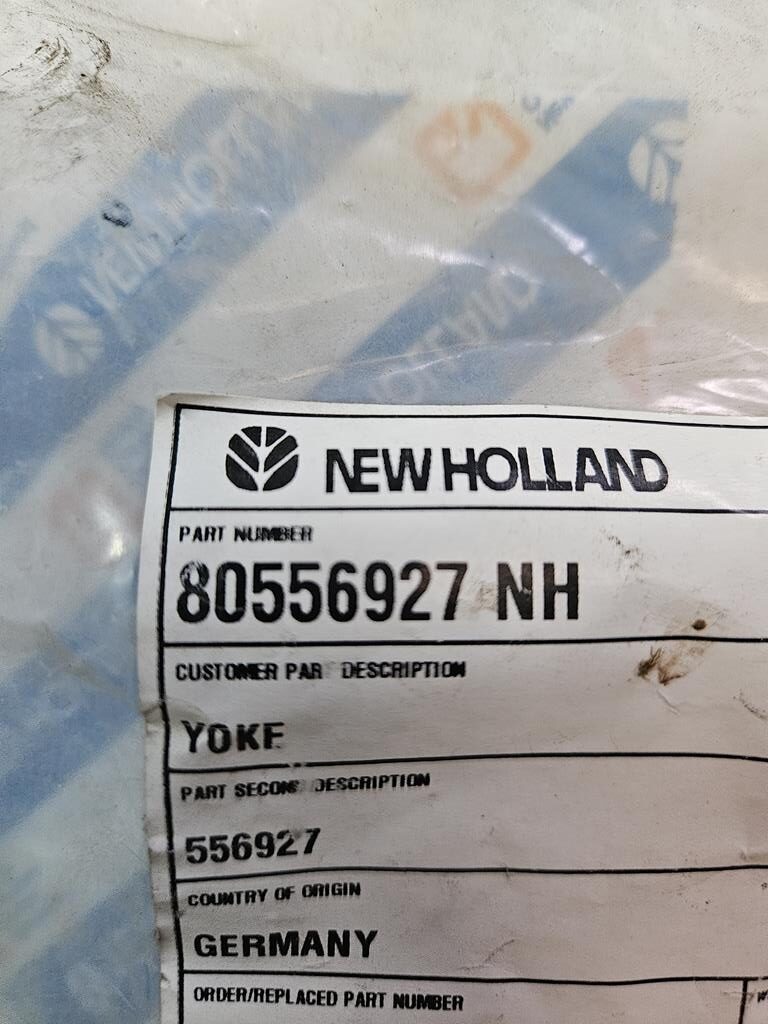 NEW HOLLAND
PART NUMBER
80556927 NH
CUSTOMER PAR DESCRIPTION
YOKE
PART SECOND DESCRIPTION
556927
COUNTRY OF ORIGIN
GERMANY
ORDER/REPLACED PART NUMBER